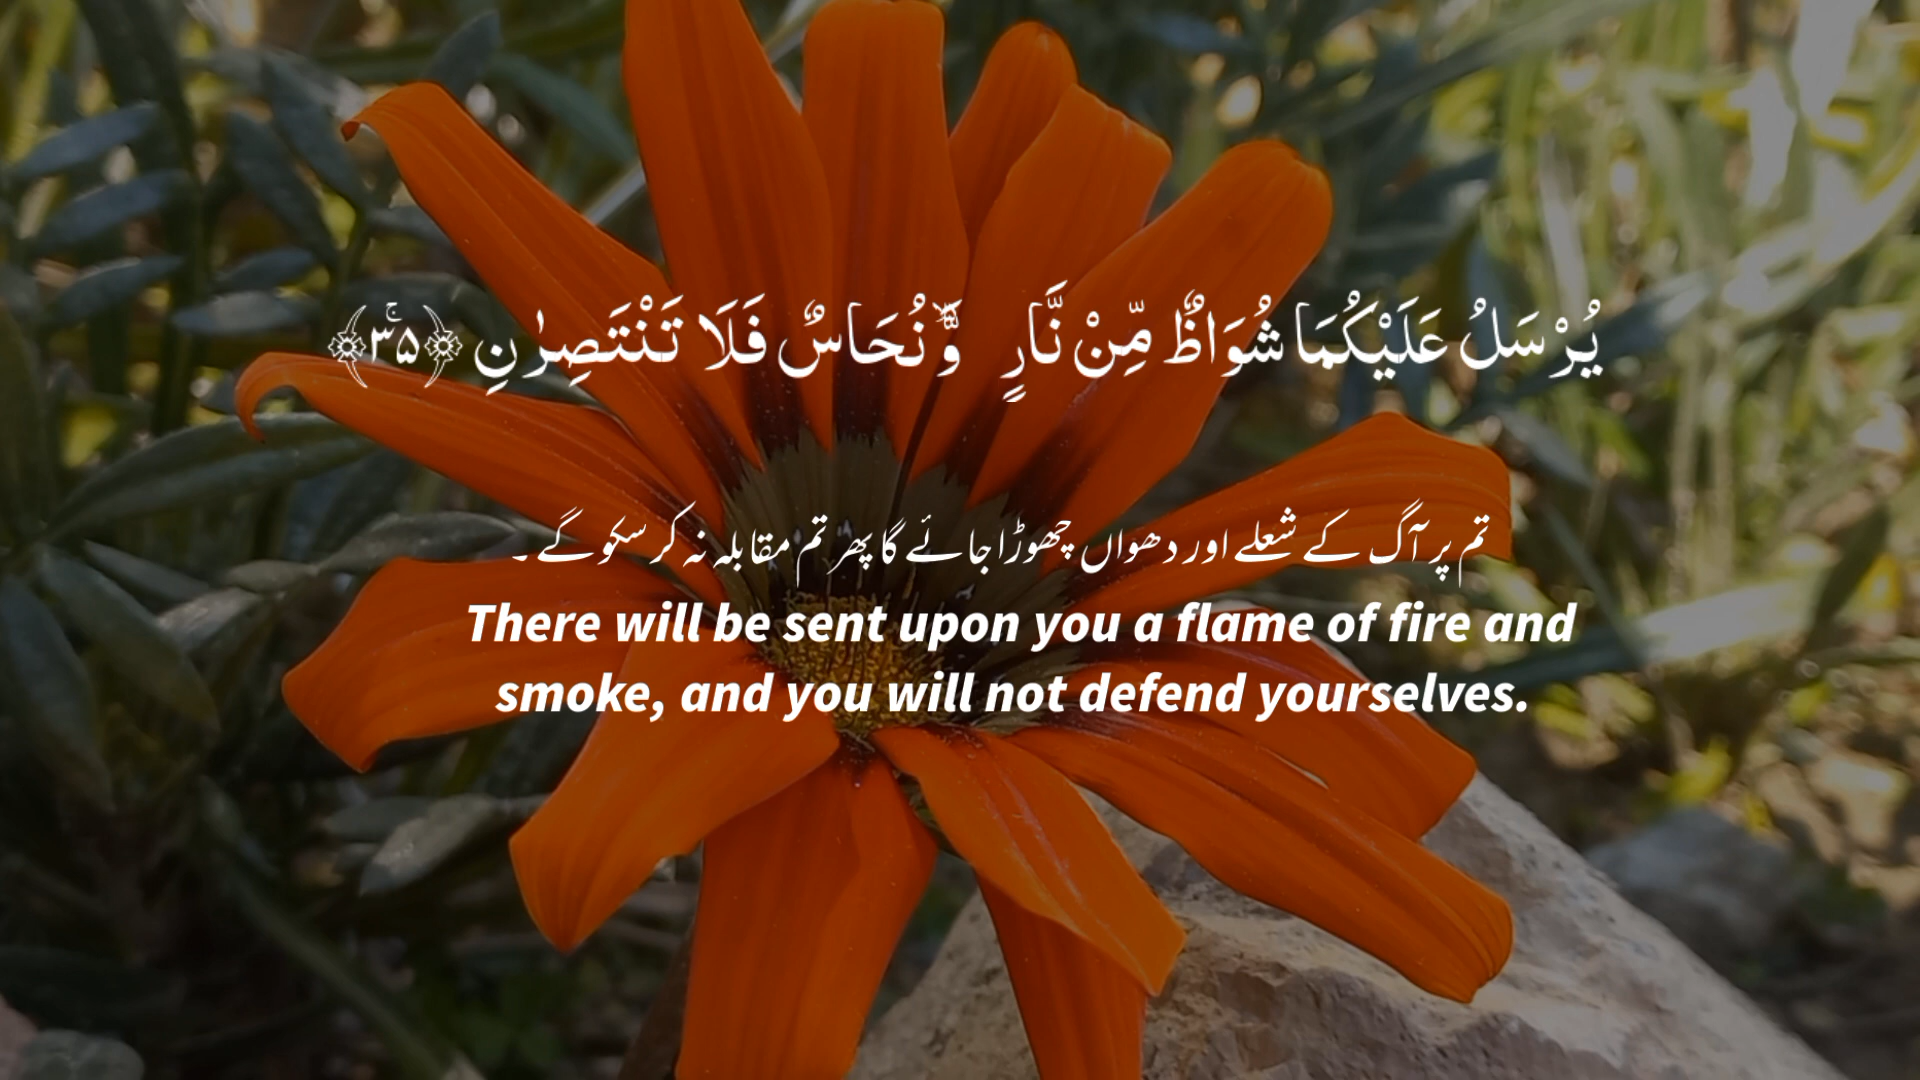 يُرْسَلُ عَلَيْكُمَا شُوَاظٌ مِّنْ نَّارٍ ۙ وَّنُحَاسٌ فَلَا تَنْتَصِرٰنِ ﴿۳۵﴾ۚ
تم پر آگ کے شعلے اور دھواں چھوڑا جائے گا پھر تم مقابلہ نہ کر سکو گے ۔
There will be sent upon you a flame of fire and
smoke, and you will not defend yourselves.